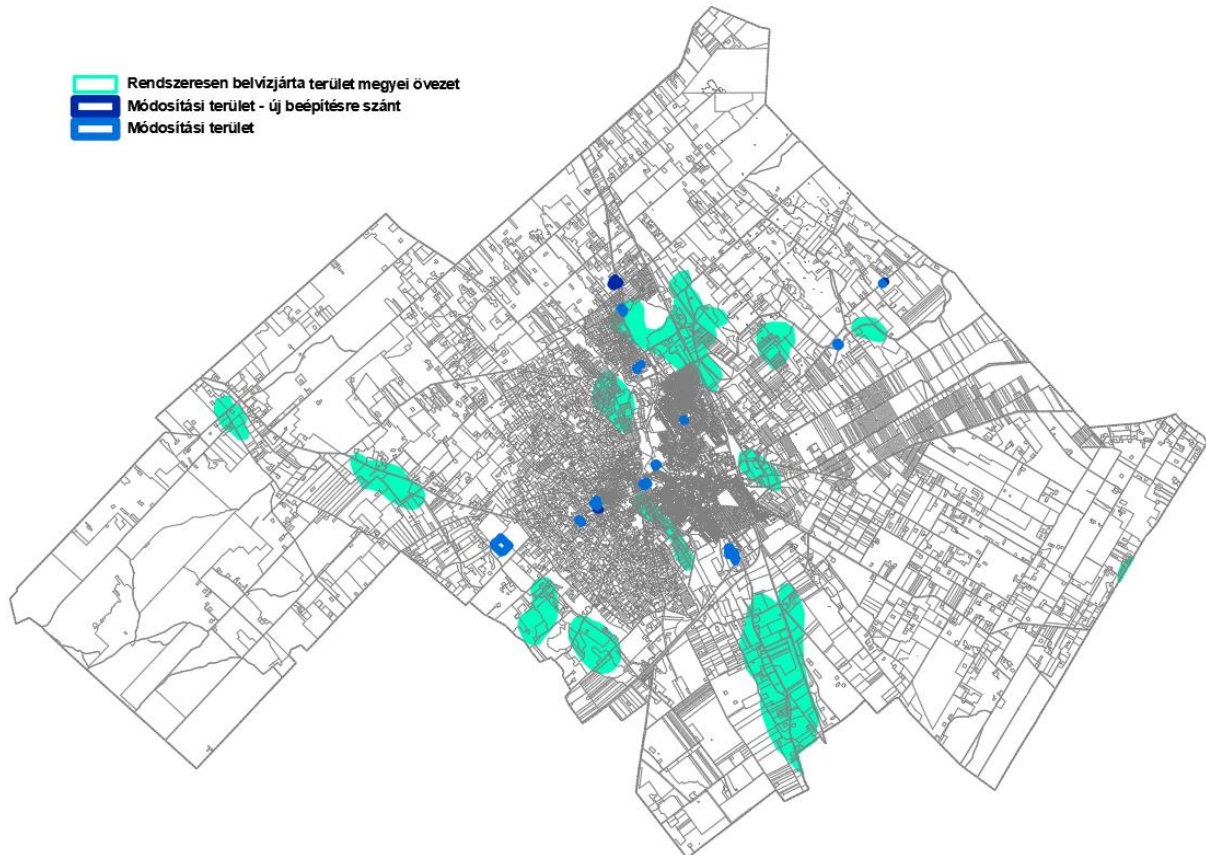 Rendszeresen belvízjárta terület megyei övezet
Módosítási terület - új beépítésre szánt
Módosítási terület